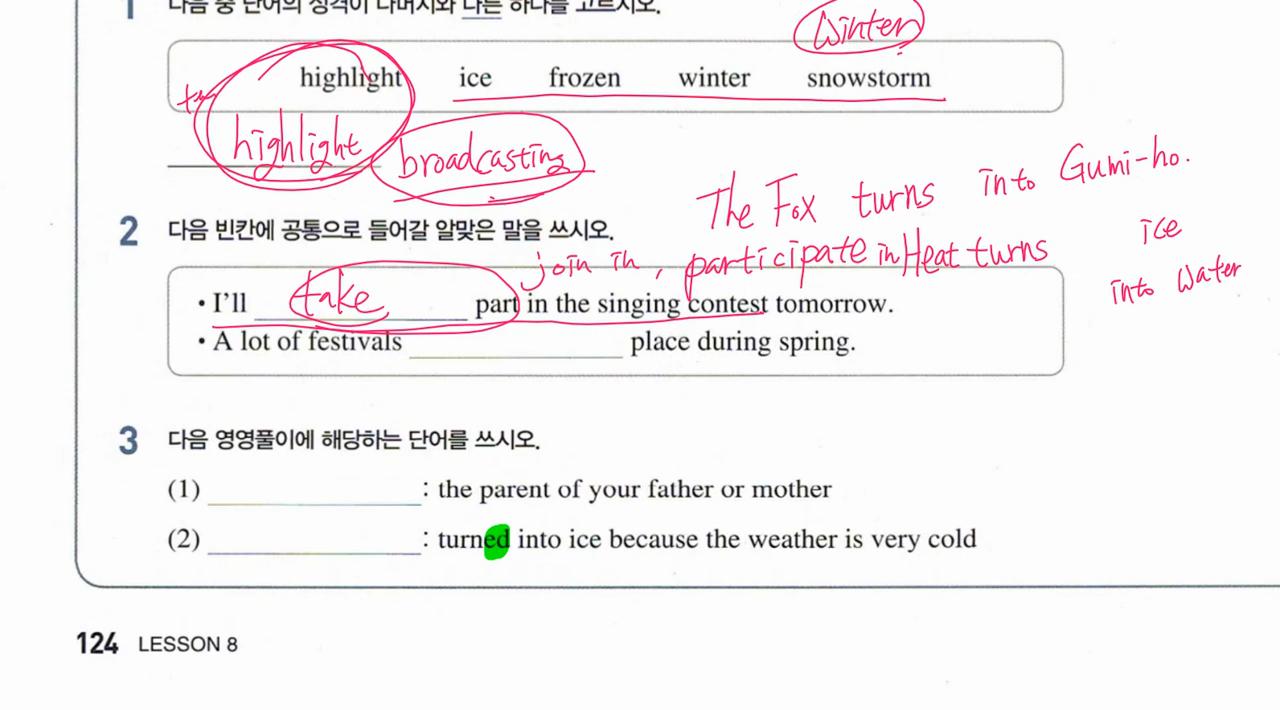 1 다음 중 단어의 성격이 나머지와 다른 하나를 고르시오.
Winter
highlight ice frozen winter snowstorm
highlight broadcasting
The Fox turns into Gumi-ho.
2 다음 빈칸에 공통으로 들어갈 알맞은 말을 쓰시오.
join in, participate in Heat turns ice
into water
• I'll take part in the singing contest tomorrow.
• A lot of festivals ____ place during spring.
3 다음 영영풀이에 해당하는 단어를 쓰시오.
(1) ____ : the parent of your father or mother
(2) ____ : turned into ice because the weather is very cold
124 LESSON 8